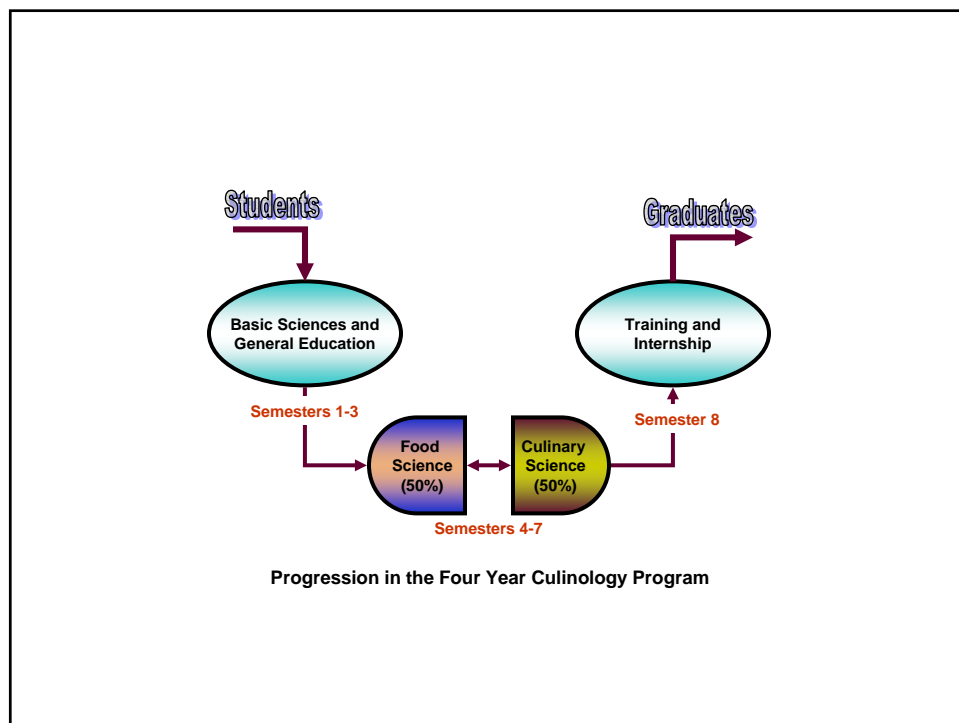 Students
Graduates
Basic Sciences and
General Education
Training and
Internship
Semesters 1-3
Semester 8
Food
Science
(50%)
Culinary
Science
(50%)
Semesters 4-7
Progression in the Four Year Culinology Program